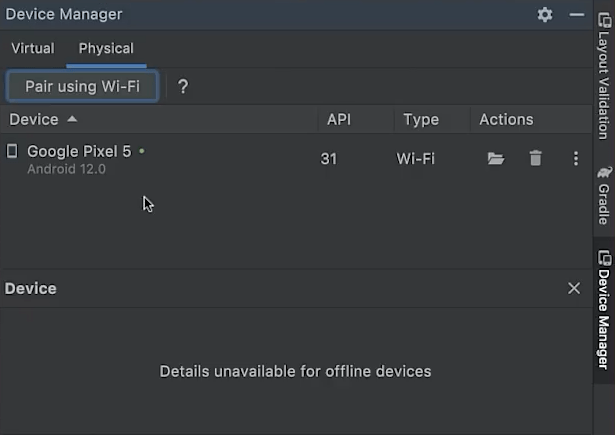 Device Manager
Virtual Physical
Pair using Wi-Fi ?
Device API Type Actions
Google Pixel 5 31 Wi-Fi
Android 12.0
Device
Details unavailable for offline devices
Layout Validation
Gradle
Device Manager